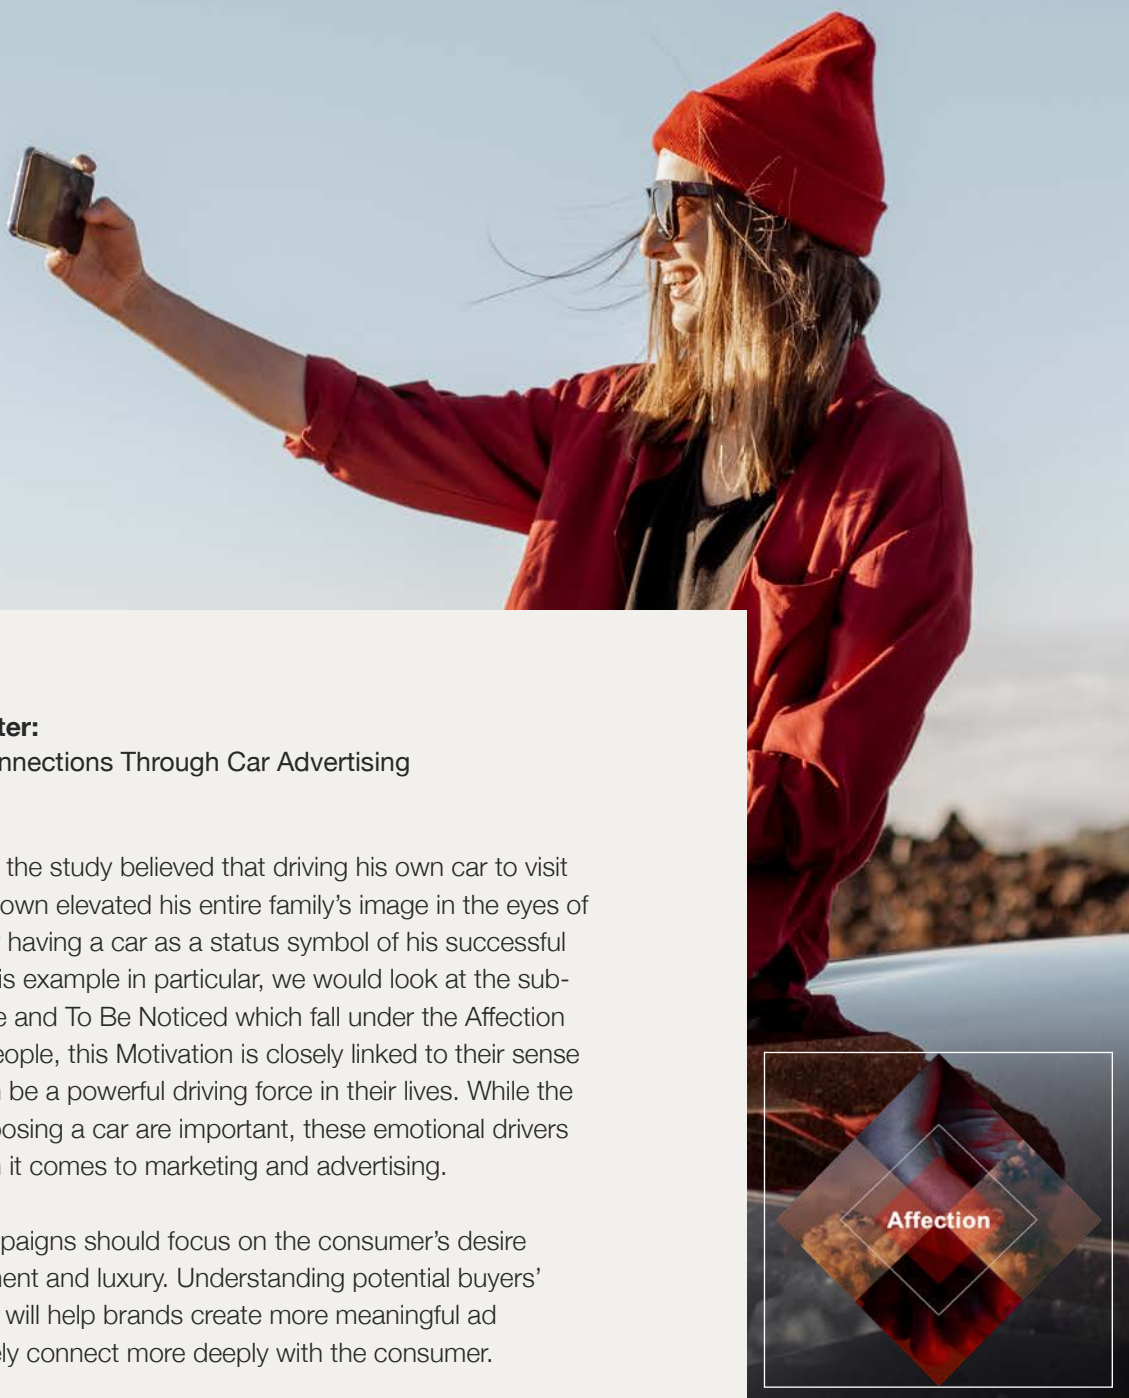 ter:
nnections Through Car Advertising
the study believed that driving his own car to visit
own elevated his entire family’s image in the eyes of
having a car as a status symbol of his successful
is example in particular, we would look at the sub-
e and To Be Noticed which fall under the Affection
eople, this Motivation is closely linked to their sense
be a powerful driving force in their lives. While the
osing a car are important, these emotional drivers
it comes to marketing and advertising.
paigns should focus on the consumer’s desire
ent and luxury. Understanding potential buyers’
will help brands create more meaningful ad
ely connect more deeply with the consumer.
Affection